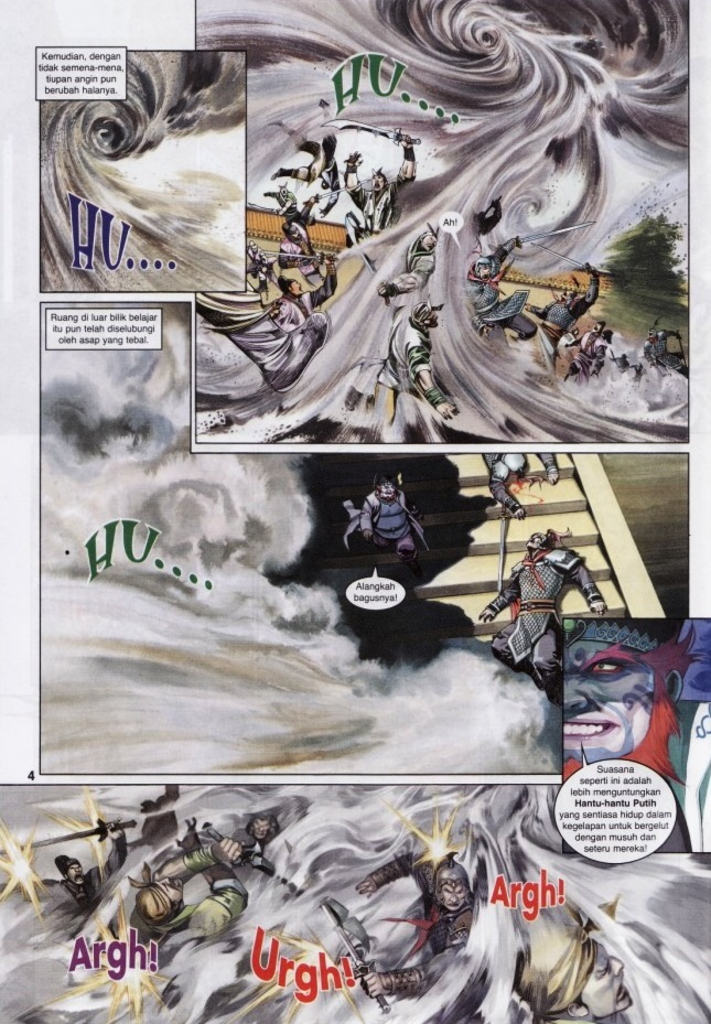 Kemudian, dengan
tidak semena-mena,
tiupan angin pun
berubah halanya.
HU....
HU....
Ah!
Ruang di luar bilik belajar
itu pun telah diselubungi
oleh asap yang tebal.
HU....
Alangkah
bagusnya!
Suasana
seperti ini adalah
lebih menguntungkan
Hantu-hantu Putih
yang sentiasa hidup dalam
kegelapan untuk bergelut
dengan musuh dan
seteru mereka!
4
Argh!
Urgh!
Argh!